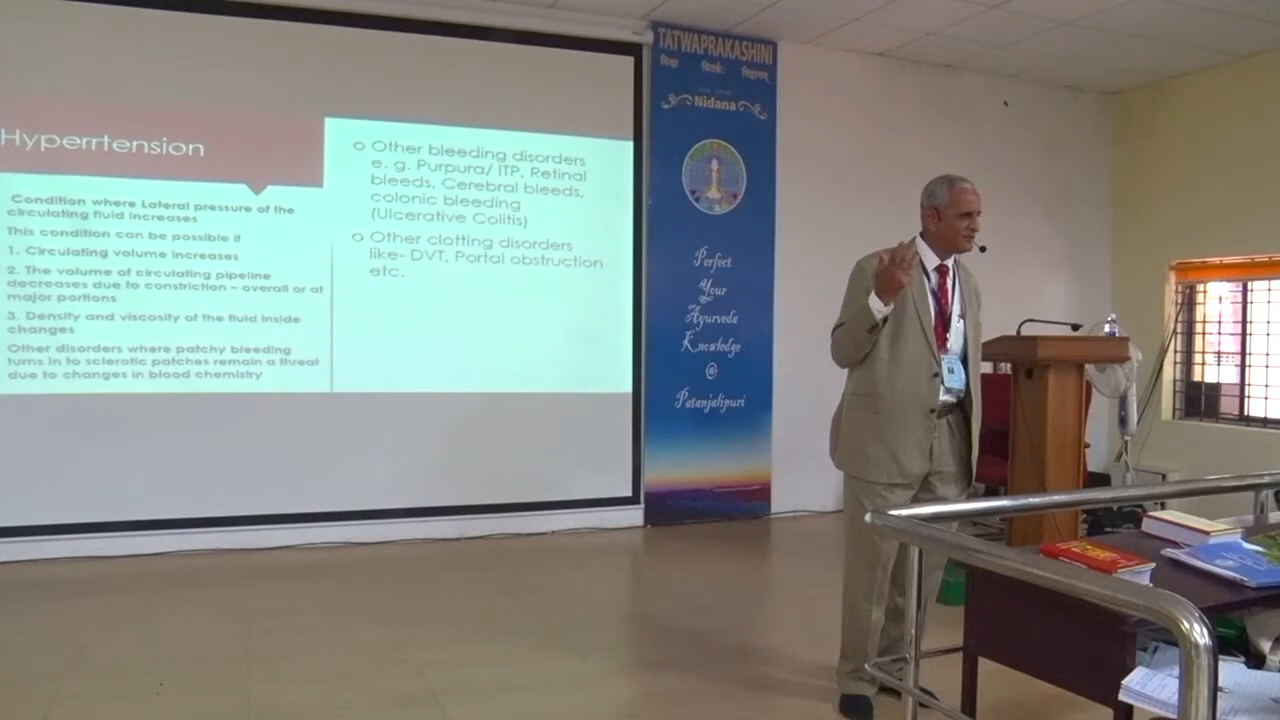 Hyperrtension
Condition where Lateral pressure of the
circulating fluid increases
This condition can be possible if
1. Circulating volume increases
2. The volume of circulating pipeline
decreases due to constriction – overall or at
major portions
3. Density and viscosity of the fluid inside
changes
Other disorders where patchy bleeding
turns in to sclerotic patches remain a threat
due to changes in blood chemistry
Other bleeding disorders
e. g. Purpura/ ITP, Retinal
bleeds, Cerebral bleeds,
colonic bleeding
(Ulcerative Colitis)
Other clotting disorders
like- DVT, Portal obstruction
etc.
TATWAPRAKASHINI
Nidana
Perfect
Your
Ayurveda
Knowledge
@
Patanjalipuri